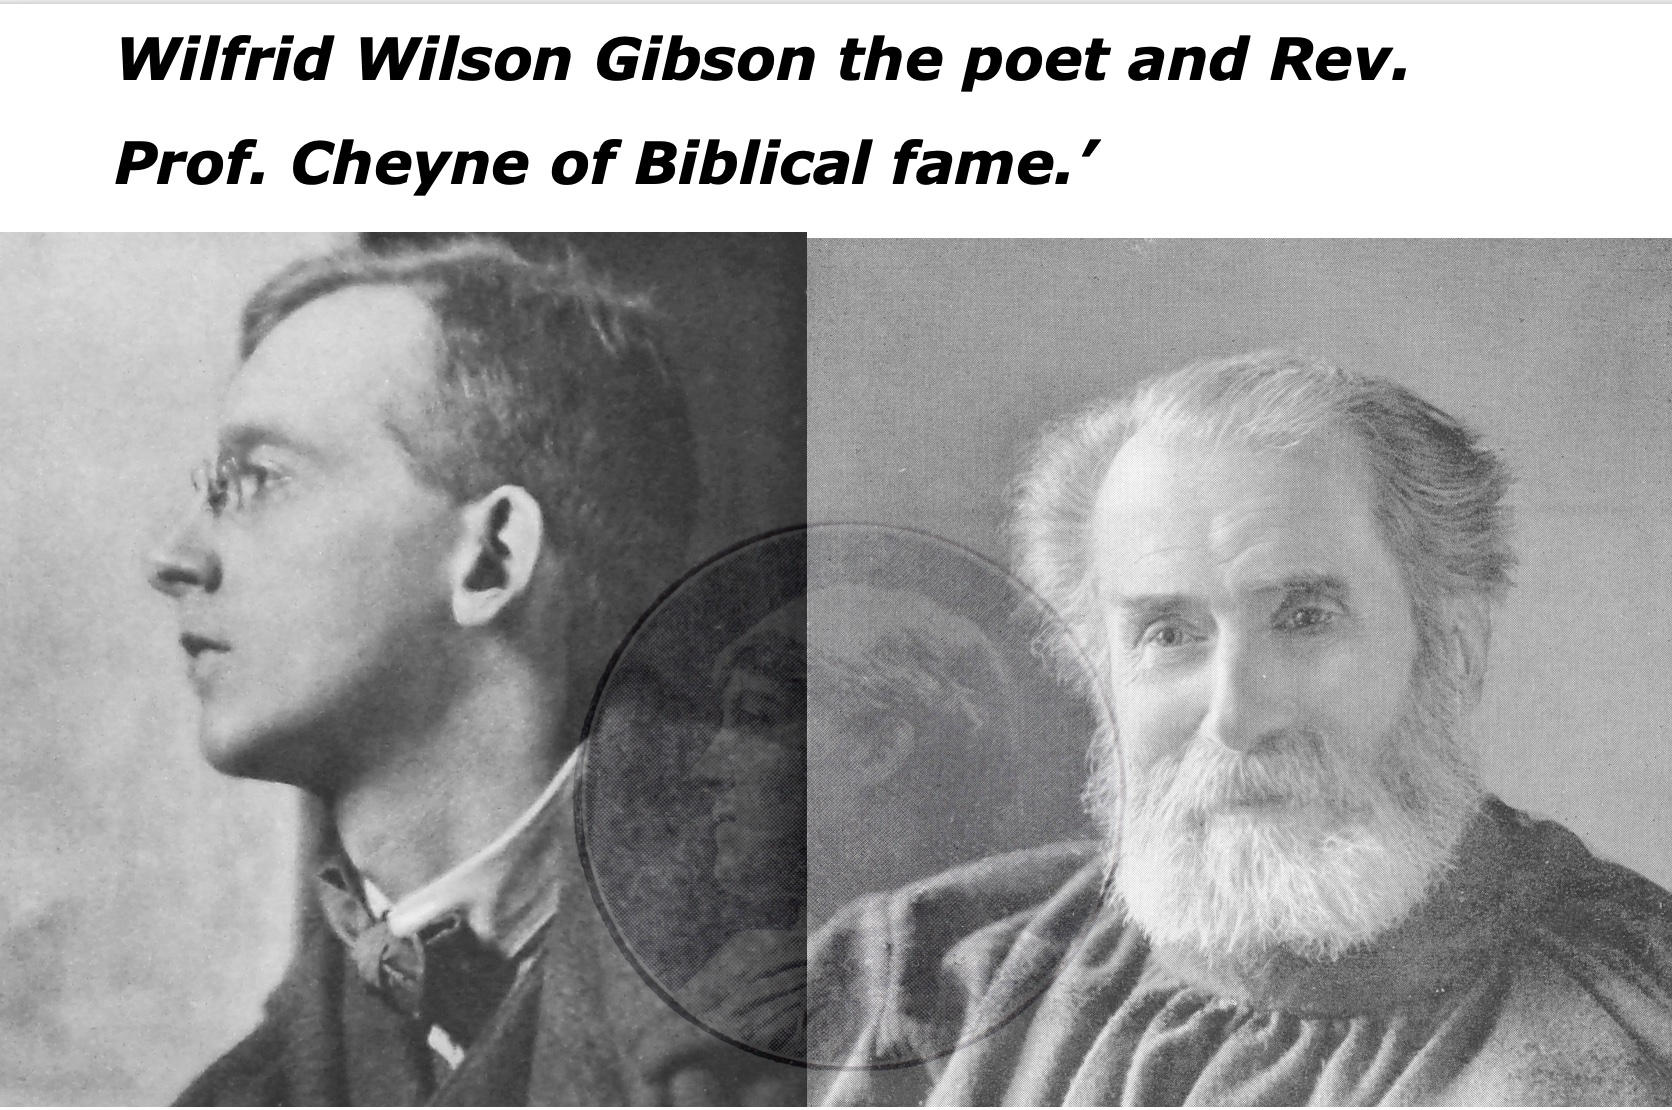 Wilfrid Wilson Gibson the poet and Rev.
Prof. Cheyne of Biblical fame.’